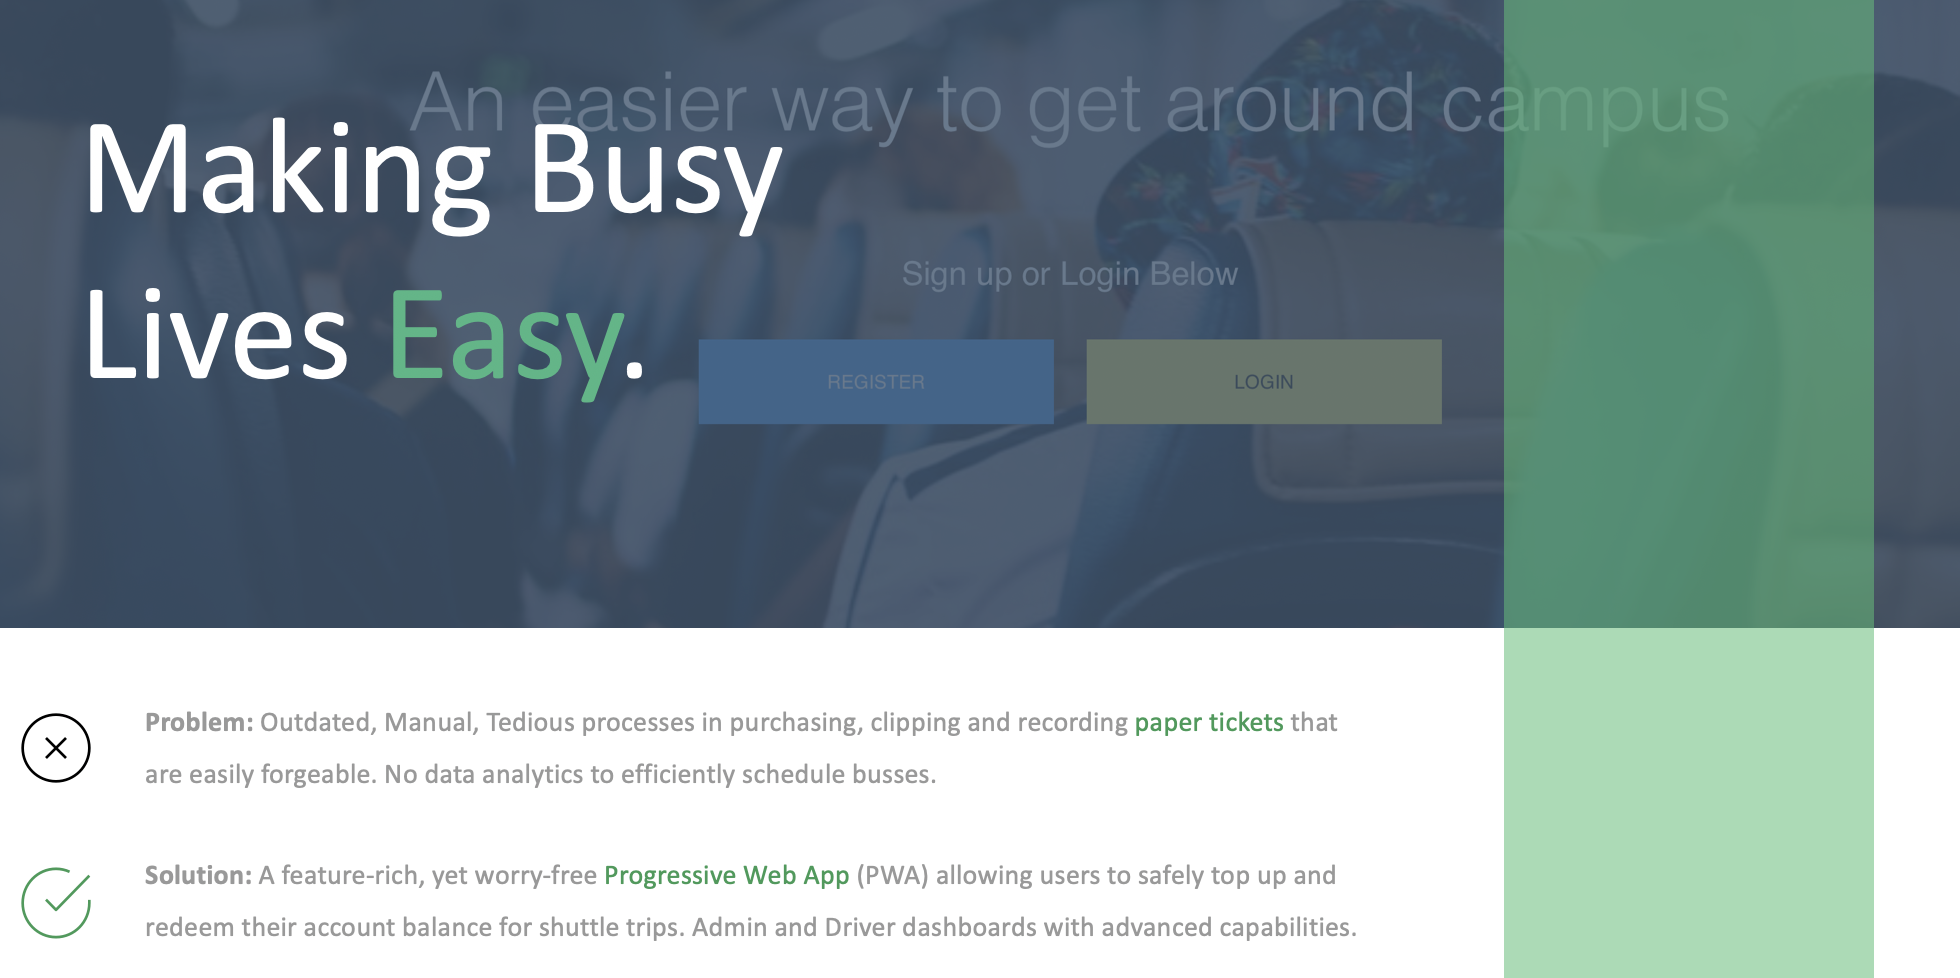 An easier way to get around campus
Making Busy
Lives Easy.
Sign up or Login Below
REGISTER
LOGIN
Problem: Outdated, Manual, Tedious processes in purchasing, clipping and recording paper tickets that
are easily forgeable. No data analytics to efficiently schedule busses.
Solution: A feature-rich, yet worry-free Progressive Web App (PWA) allowing users to safely top up and
redeem their account balance for shuttle trips. Admin and Driver dashboards with advanced capabilities.